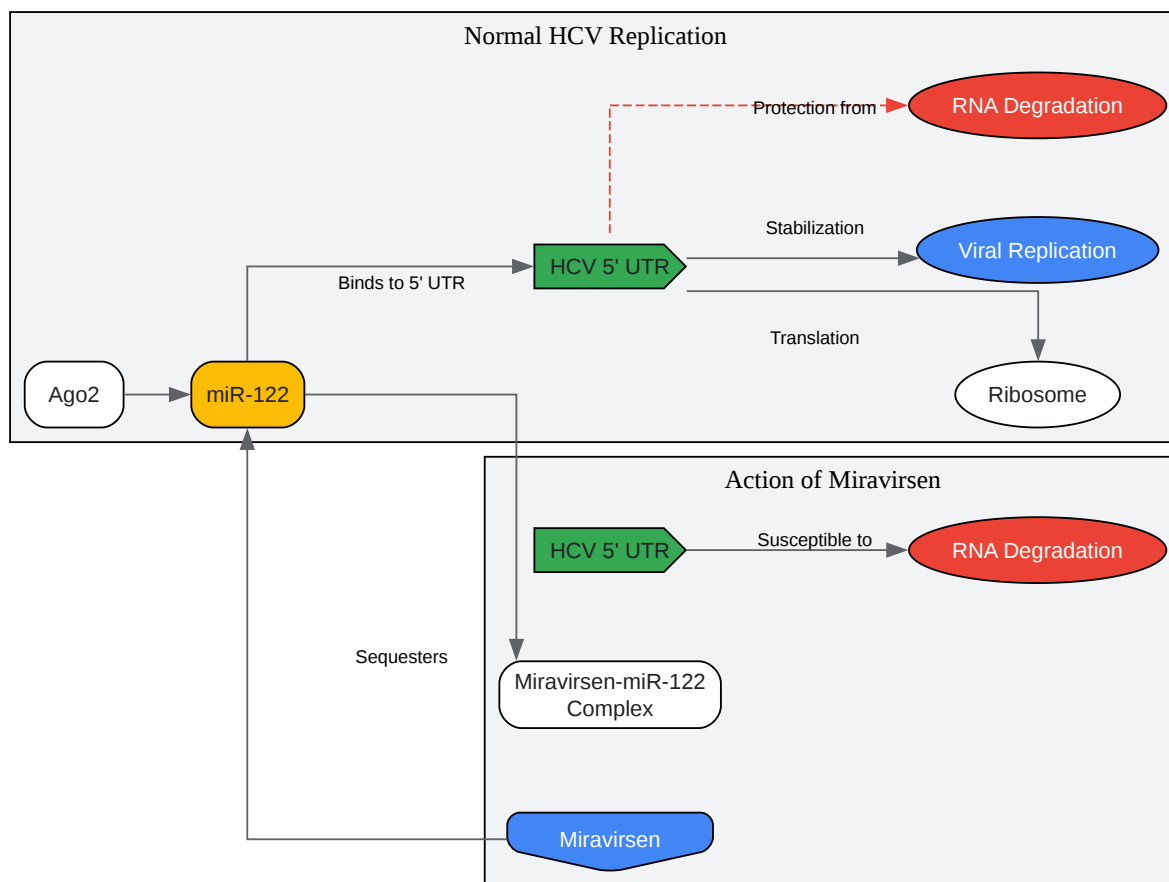 Normal HCV Replication
Protection from
RNA Degradation
Stabilization
Viral Replication
HCV 5' UTR
Binds to 5' UTR
Translation
Ago2
miR-122
Ribosome
Action of Miravirsen
HCV 5' UTR
Susceptible to
RNA Degradation
Sequesters
Miravirsen-miR-122
Complex
Miravirsen